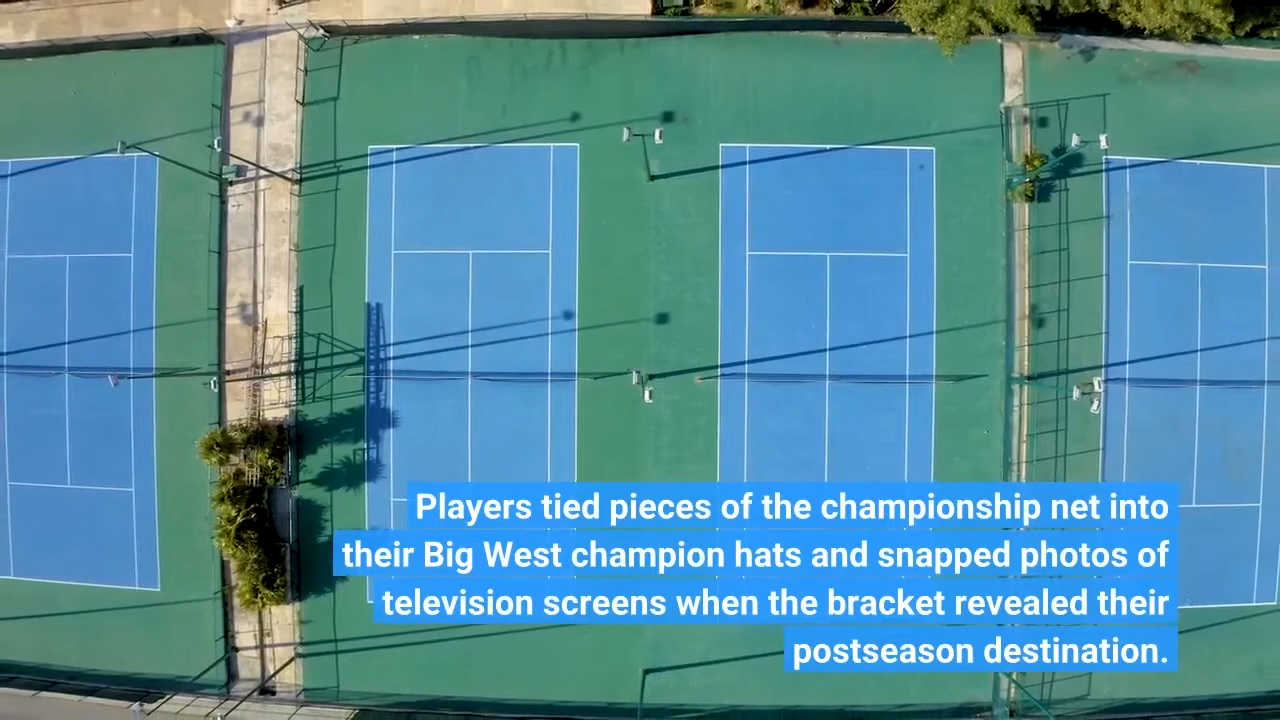 Players tied pieces of the championship net into
their Big West champion hats and snapped photos of
television screens when the bracket revealed their
postseason destination.